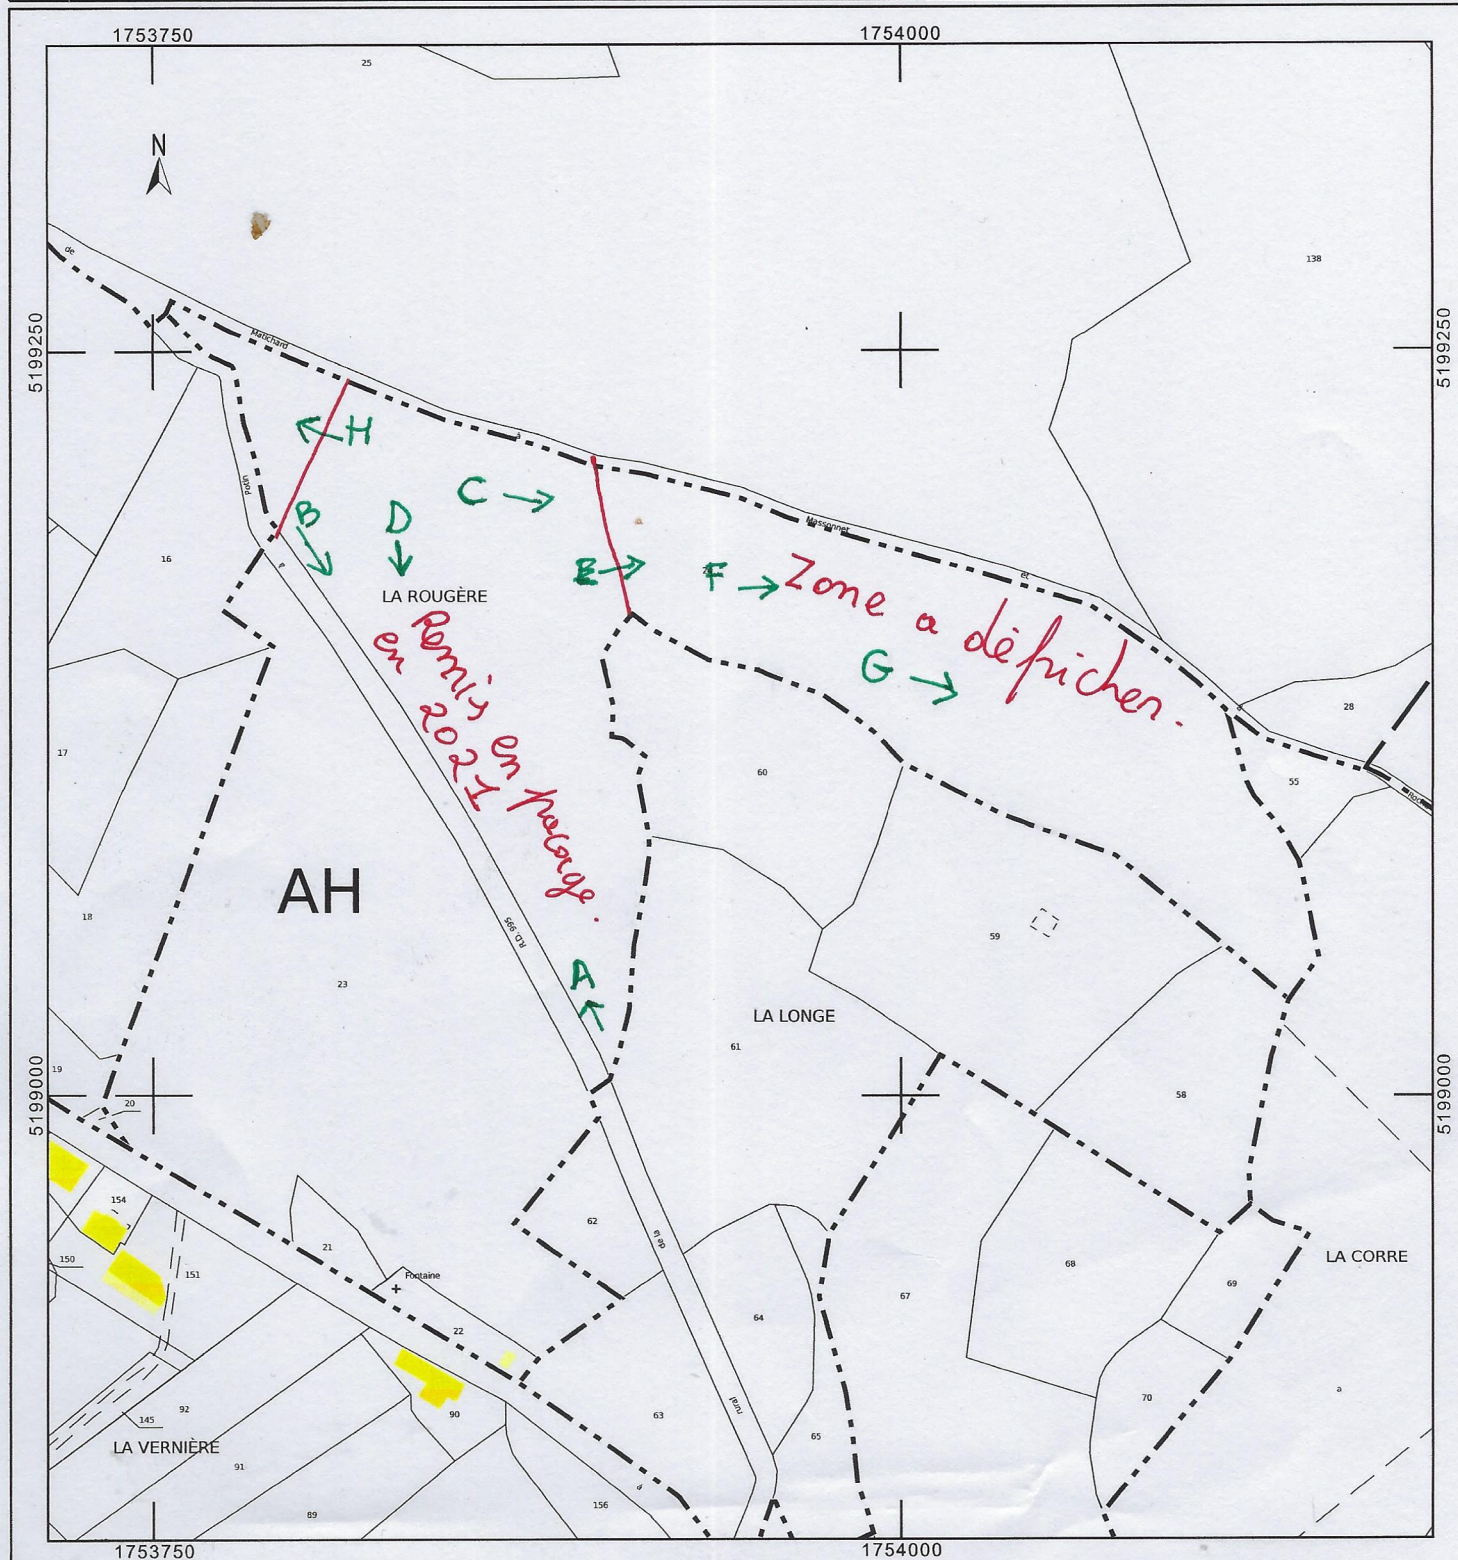 1753750
1754000
25
N
138
de
Matichard
5199250
5199250
H
à
C →
B
D
Potin
Massonnet
16
à
E
F →
Zone a défricher.
et
LA ROUGÈRE
Remis en pacage.
en 2021
G →
28
17
60
55
AH
18
R.D. 995
59
A
23
LA LONGE
61
19
20
58
5199000
5199000
154
62
de la
150
151
21
Fontaine
LA CORRE
68
69
67
64
22
a
70
145
92
90
63
rural
65
LA VERNIÈRE
91
89
156
à
1753750
1754000